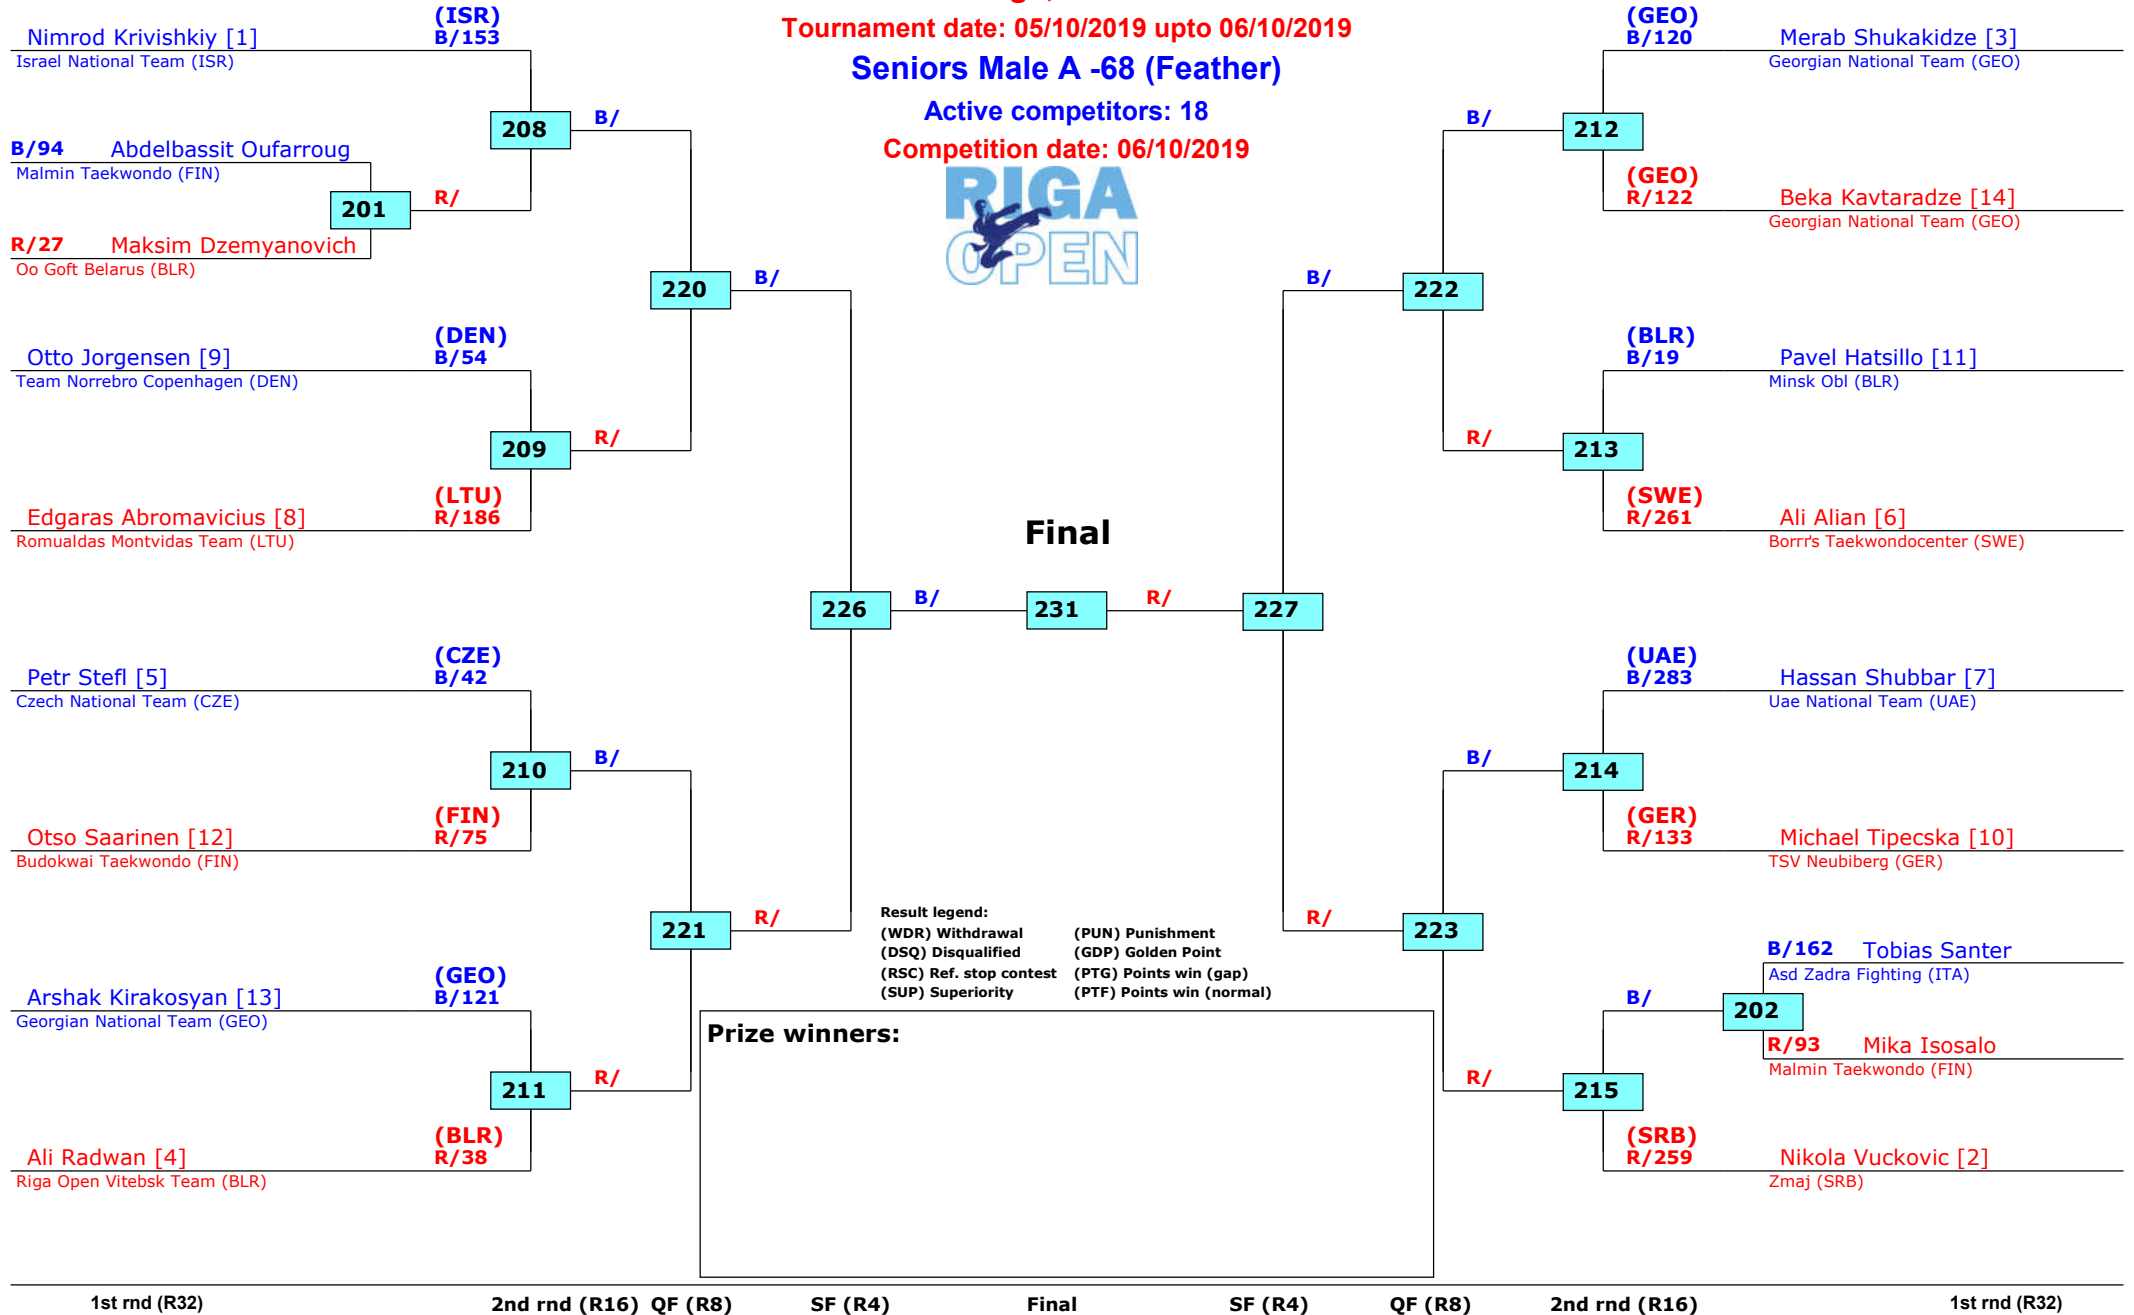 Tournament date: 05/10/2019 upto 06/10/2019
Seniors Male A -68 (Feather)
Active competitors: 18
Competition date: 06/10/2019
RIGA
OPEN
(ISR)
Nimrod Krivishkiy [1] B/153
Israel National Team (ISR)
208
B/
B/94 Abdelbassit Oufarroug
Malmin Taekwondo (FIN)
201
R/
R/27 Maksim Dzemyanovich
Oo Goft Belarus (BLR)
220
B/
(DEN)
Otto Jorgensen [9] B/54
Team Norrebro Copenhagen (DEN)
209
R/
(LTU)
Edgaras Abromavicius [8] R/186
Romualdas Montvidas Team (LTU)
226
B/
(CZE)
Petr Stefl [5] B/42
Czech National Team (CZE)
210
B/
(FIN)
Otso Saarinen [12] R/75
Budokwai Taekwondo (FIN)
221
R/
(GEO)
Arshak Kirakosyan [13] B/121
Georgian National Team (GEO)
211
R/
(BLR)
Ali Radwan [4] R/38
Riga Open Vitebsk Team (BLR)
Final
231
R/
227
(GEO)
B/120 Merab Shukakidze [3]
Georgian National Team (GEO)
B/
212
(GEO)
R/122 Beka Kavtaradze [14]
Georgian National Team (GEO)
B/
222
(BLR)
B/19 Pavel Hatsillo [11]
Minsk Obl (BLR)
R/
213
(SWE)
R/261 Ali Alian [6]
Borrr's Taekwondocenter (SWE)
(UAE)
B/283 Hassan Shubbar [7]
Uae National Team (UAE)
B/
214
(GER)
R/133 Michael Tipecska [10]
TSV Neubiberg (GER)
R/
223
B/162 Tobias Santer
Asd Zadra Fighting (ITA)
B/
202
R/93 Mika Isosalo
Malmin Taekwondo (FIN)
R/
215
(SRB)
R/259 Nikola Vuckovic [2]
Zmaj (SRB)
Result legend:
(WDR) Withdrawal (PUN) Punishment
(DSQ) Disqualified (GDP) Golden Point
(RSC) Ref. stop contest (PTG) Points win (gap)
(SUP) Superiority (PTF) Points win (normal)
Prize winners:
1st rnd (R32) 2nd rnd (R16) QF (R8) SF (R4) Final SF (R4) QF (R8) 2nd rnd (R16) 1st rnd (R32)